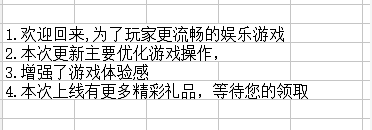 1.欢迎回来,为了玩家更流畅的娱乐游戏
2.本次更新主要优化游戏操作，
3.增强了游戏体验感
4.本次上线有更多精彩礼品，等待您的领取